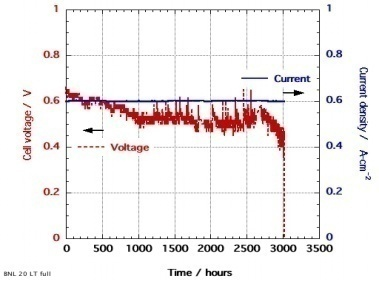 1
1
0.8
0.8
Current
0.6
0.6
0.4
0.4
Voltage
0.2
0.2
0
0
0 500 1000 1500 2000 2500 3000 3500
Cell voltage / V
Current density / A·cm-2
Time / hours
BNL 20 LT full